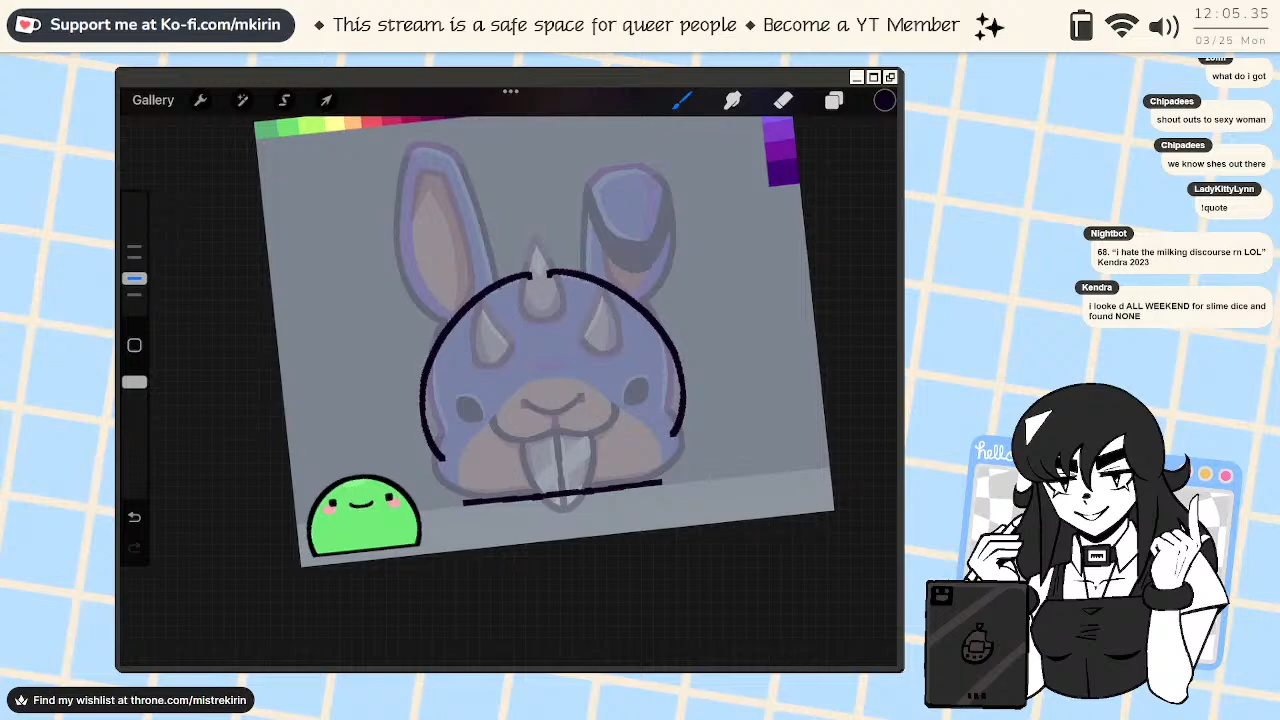 Support me at Ko-fi.com/mkirin
◆ This Stream is a safe space for queer people ◆ Become a YT Member
12:05.35
03/25 Mon
Gallery
what do i got
Chipadees
shout outs to sexy woman
Chipadees
we know shes out there
LadyKittyLynn
!quote
Nightbot
68. “i hate the milking discourse rn LOL”
Kendra 2023
Kendra
i looke d ALL WEEKEND for slime dice and
found NONE
hello
Find my wishlist at throne.com/mistrekirin